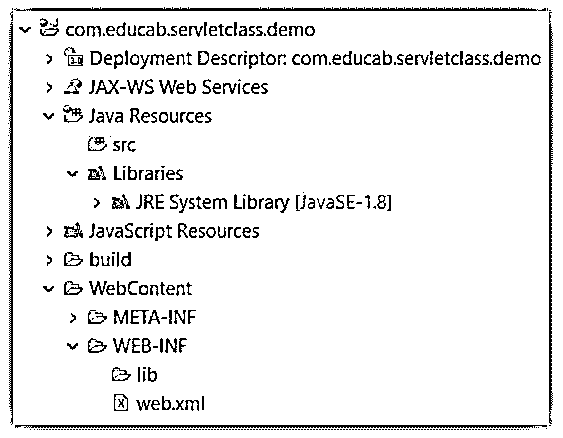 com.educab.servletclass.demo
Deployment Descriptor: com.educab.servletclass.demo
JAX-WS Web Services
Java Resources
src
Libraries
JRE System Library [JavaSE-1.8]
JavaScript Resources
build
WebContent
META-INF
WEB-INF
lib
web.xml